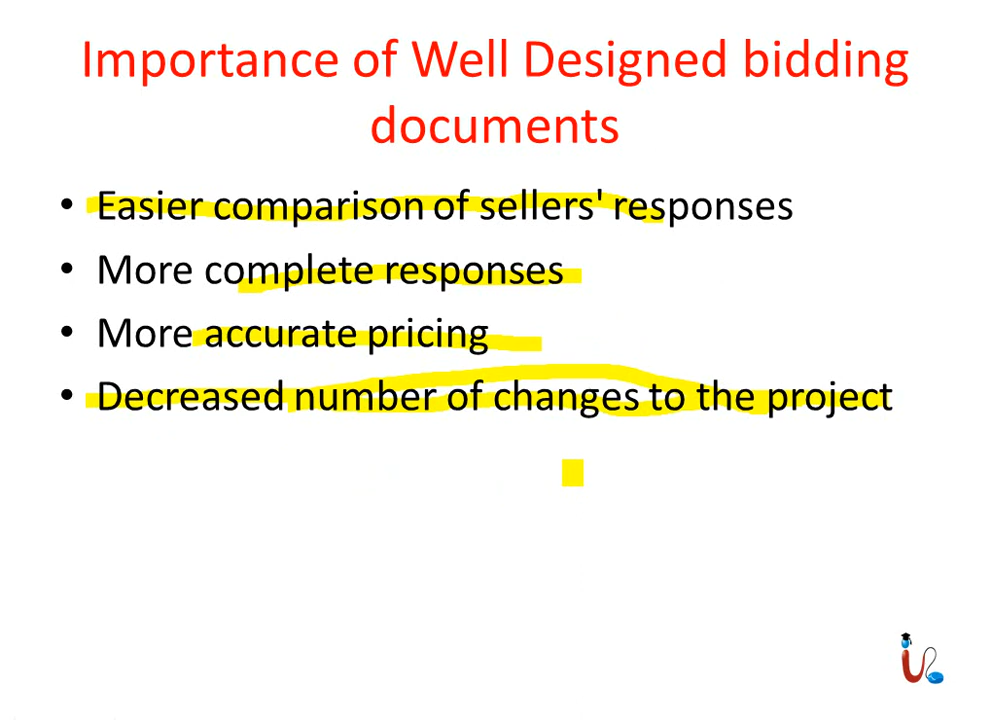 Importance of Well Designed bidding
documents
• Easier comparison of sellers' responses
• More complete responses
• More accurate pricing
• Decreased number of changes to the project